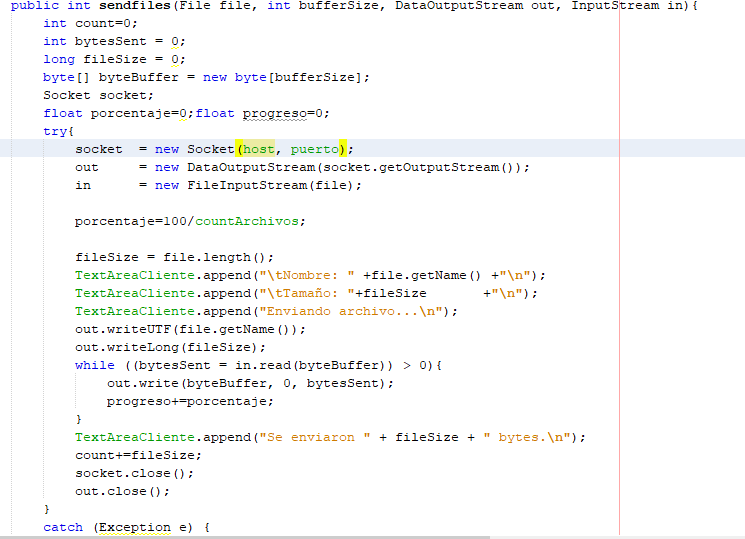 public int sendfiles(File file, int bufferSize, DataOutputStream out, InputStream in){
int count=0;
int bytesSent = 0;
long fileSize = 0;
byte[] byteBuffer = new byte[bufferSize];
Socket socket;
float porcentaje=0;float progreso=0;
try{
socket  = new Socket(host, puerto);
out     = new DataOutputStream(socket.getOutputStream());
in      = new FileInputStream(file);
porcentaje=100/countArchivos;
fileSize = file.length();
TextAreaCliente.append("\tNombre: " +file.getName() +"\n");
TextAreaCliente.append("\tTamaño: "+fileSize       +"\n");
TextAreaCliente.append("Enviando archivo...\n");
out.writeUTF(file.getName());
out.writeLong(fileSize);
while ((bytesSent = in.read(byteBuffer)) > 0){
out.write(byteBuffer, 0, bytesSent);
progreso+=porcentaje;
}
TextAreaCliente.append("Se enviaron " + fileSize + " bytes.\n");
count+=fileSize;
socket.close();
out.close();
}
catch (Exception e) {